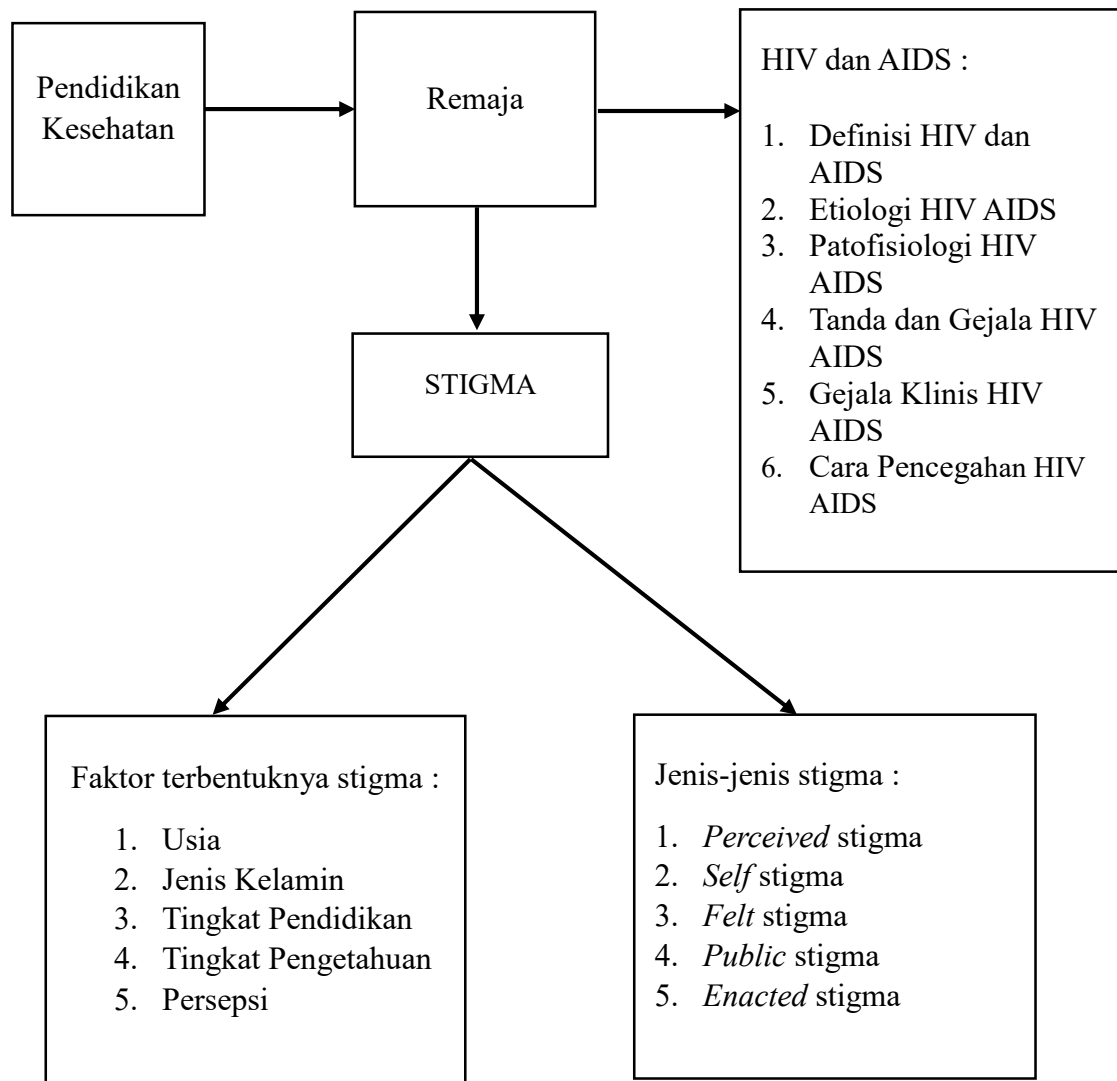 Pendidikan
Kesehatan
Remaja
HIV dan AIDS :
1. Definisi HIV dan
AIDS
2. Etiologi HIV AIDS
3. Patofisiologi HIV
AIDS
4. Tanda dan Gejala HIV
AIDS
5. Gejala Klinis HIV
AIDS
6. Cara Pencegahan HIV
AIDS
STIGMA
Faktor terbentuknya stigma :
1. Usia
2. Jenis Kelamin
3. Tingkat Pendidikan
4. Tingkat Pengetahuan
5. Persepsi
Jenis-jenis stigma :
1. Perceived stigma
2. Self stigma
3. Felt stigma
4. Public stigma
5. Enacted stigma